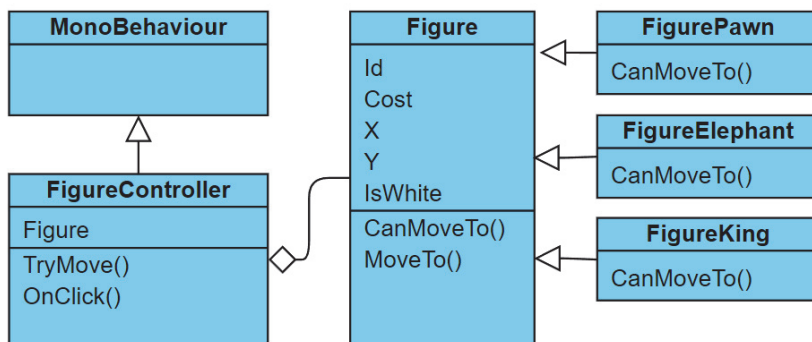 MonoBehaviour
FigureController
Figure
TryMove()
OnClick()
Figure
Id
Cost
X
Y
IsWhite
CanMoveTo()
MoveTo()
FigurePawn
CanMoveTo()
FigureElephant
CanMoveTo()
FigureKing
CanMoveTo()